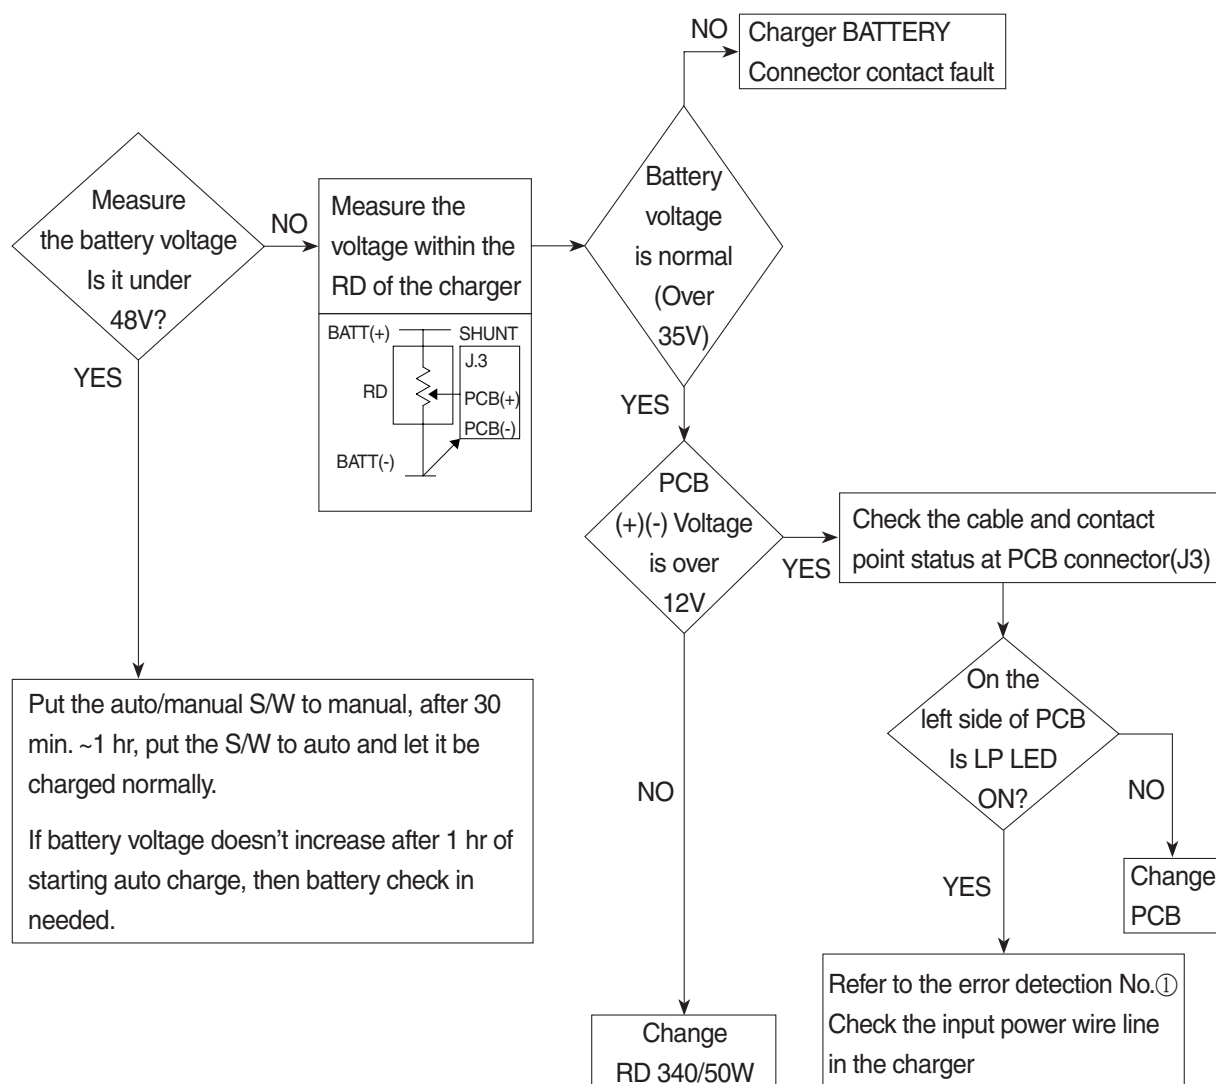 NO
Charger BATTERY
Connector contact fault
Measure
the battery voltage
Is it under
48V?
NO
YES
Measure the
voltage within the
RD of the charger
BATT(+)
SHUNT
J.3
RD
PCB(+)
PCB(-)
BATT(-)
Battery
voltage
is normal
(Over
35V)
YES
PCB
(+)(-) Voltage
is over
12V
YES
Check the cable and contact
point status at PCB connector(J3)
On the
left side of PCB
Is LP LED
ON?
NO
Change
PCB
YES
Refer to the error detection No.①
Check the input power wire line
in the charger
NO
Change
RD 340/50W
Put the auto/manual S/W to manual, after 30
min. ~1 hr, put the S/W to auto and let it be
charged normally.
If battery voltage doesn't increase after 1 hr of
starting auto charge, then battery check in
needed.